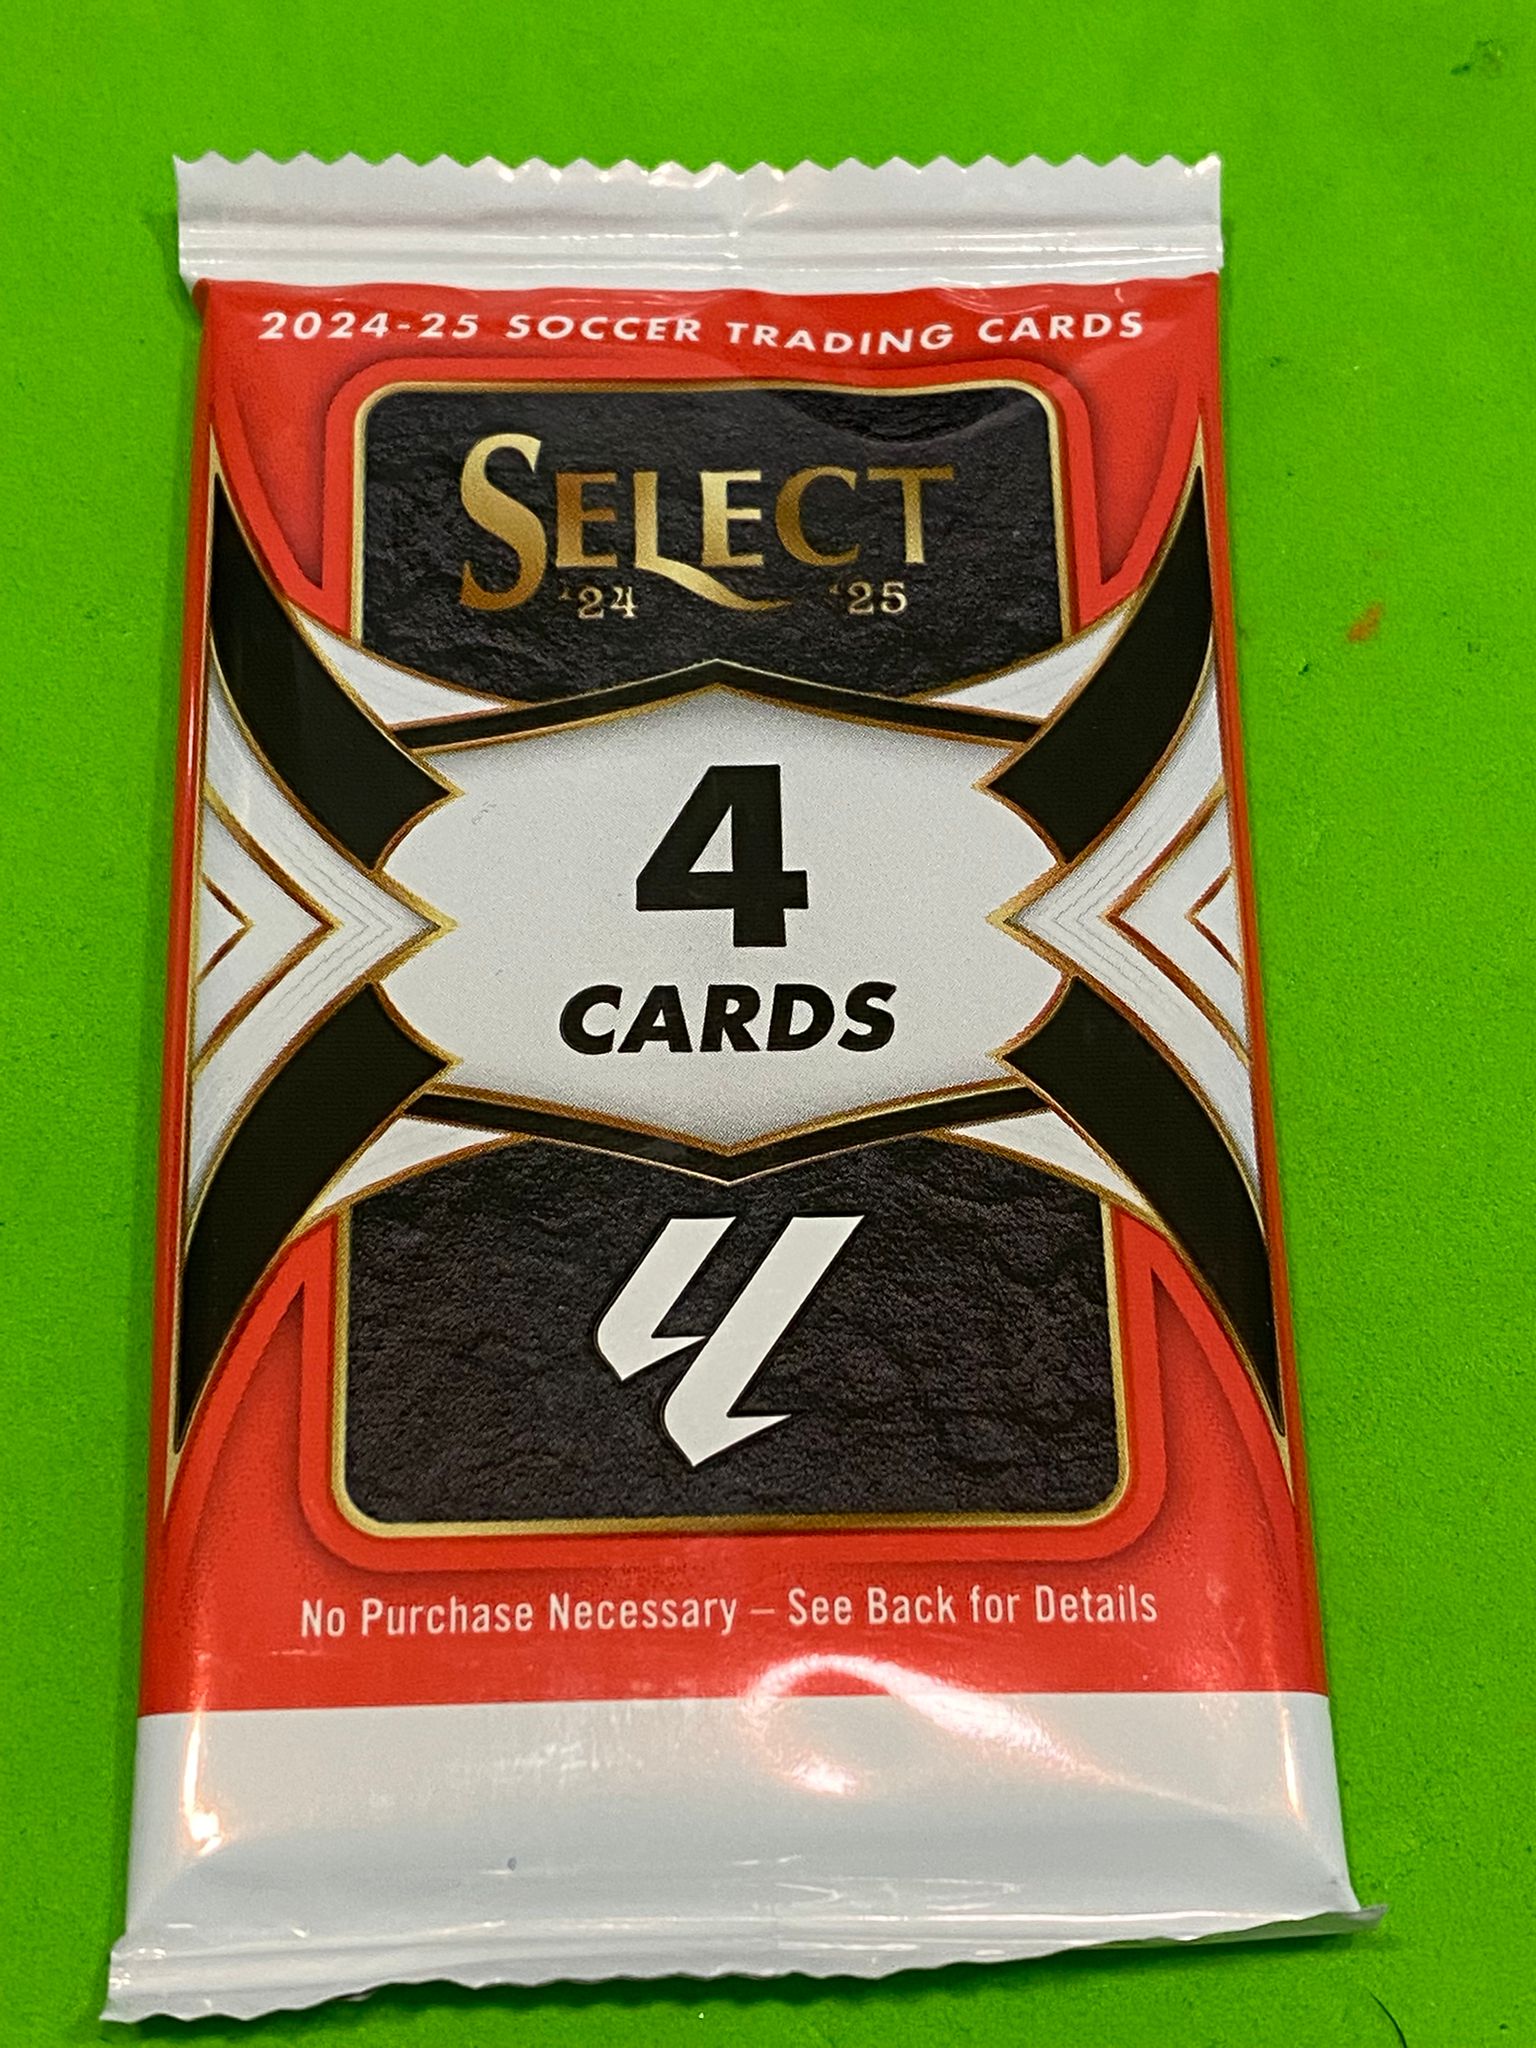 2024-25 SOCCER TRADING CARDS
SELECT
'24 '25
4
CARDS
No Purchase Necessary – See Back for Details